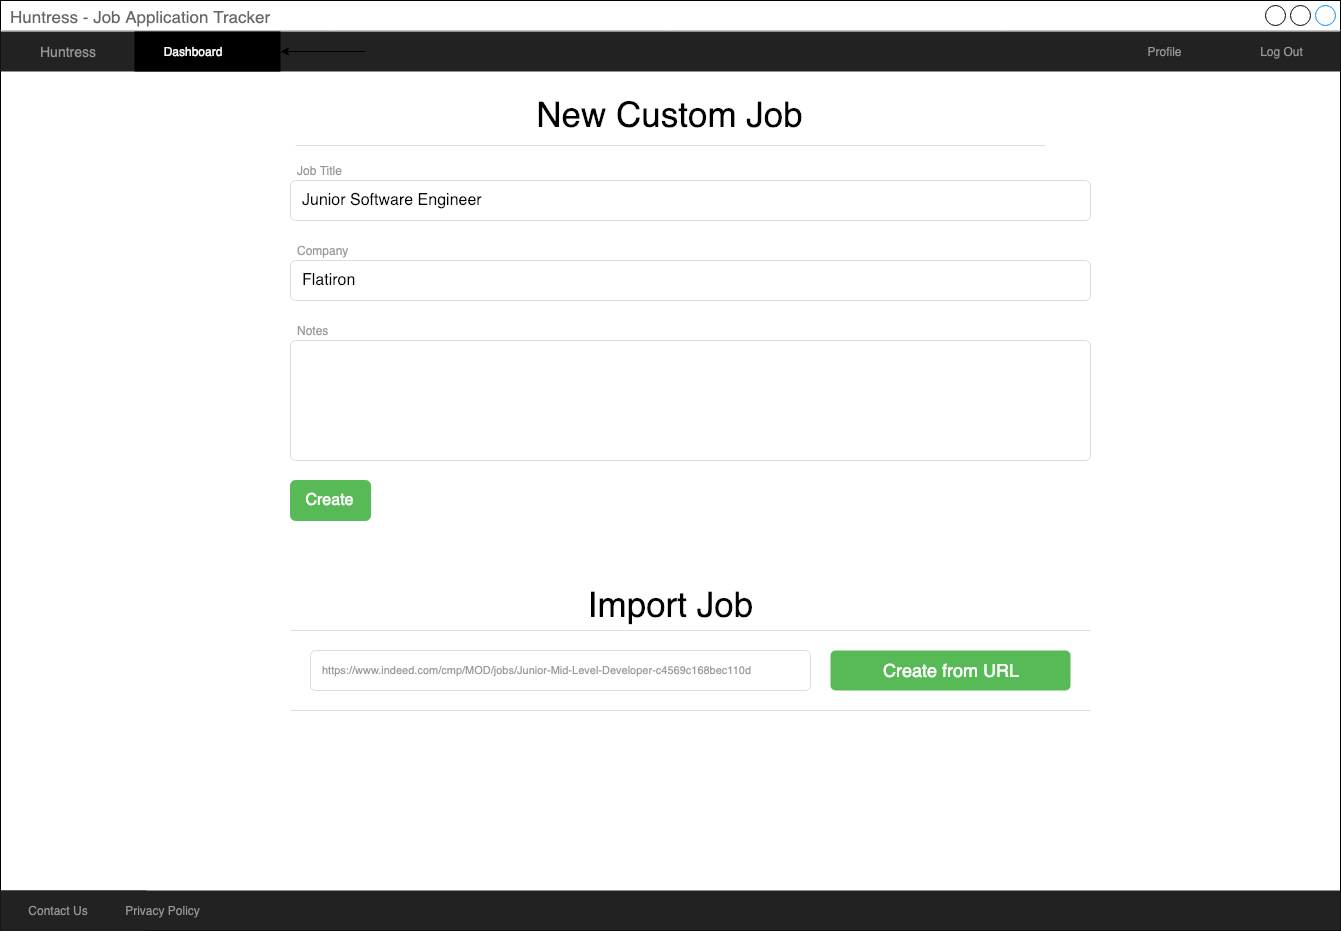 Huntress - Job Application Tracker
Huntress Dashboard Profile Log Out
New Custom Job
Job Title
Junior Software Engineer
Company
Flatiron
Notes
Create
Import Job
https://www.indeed.com/cmp/MOD/jobs/Junior-Mid-Level-Developer-c4569c168bec110d Create from URL
Contact Us Privacy Policy